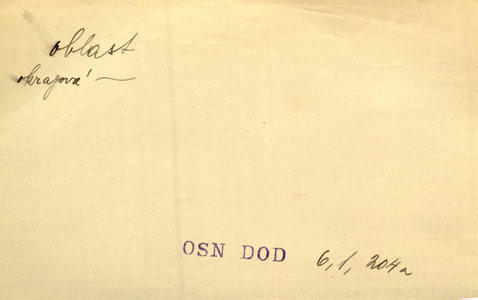 oblast
okrajová —
OSN DOD 6,1, 204a